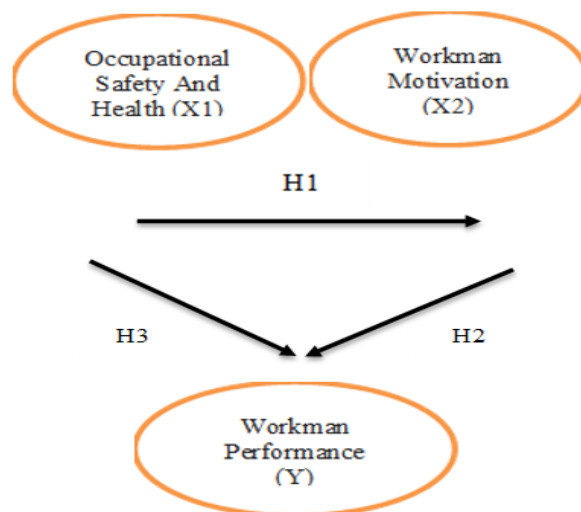 Occupational
Safety And
Health (X1)
Workman
Motivation
(X2)
H1
H3
H2
Workman
Performance
(Y)